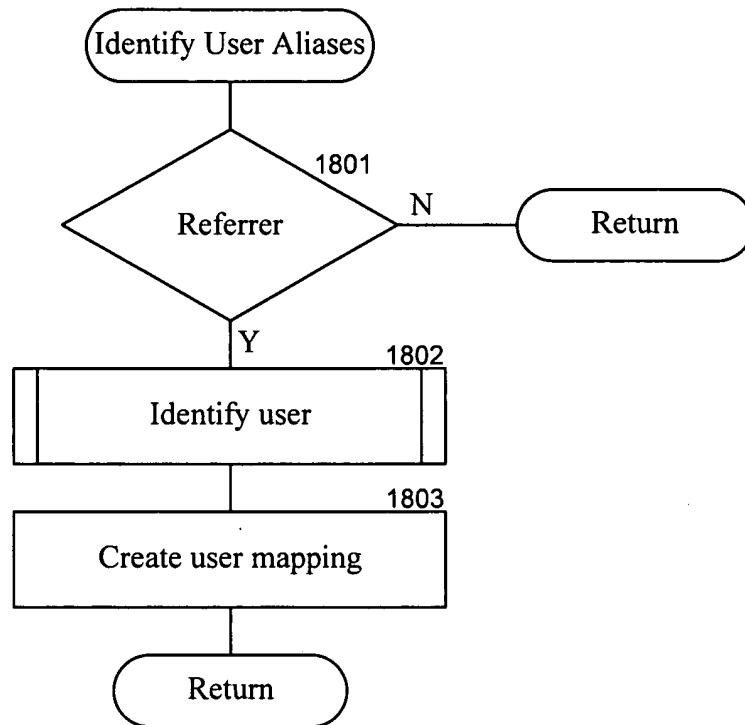 Identify User Aliases
1801
Referrer
N
Return
Y
1802
Identify user
1803
Create user mapping
Return